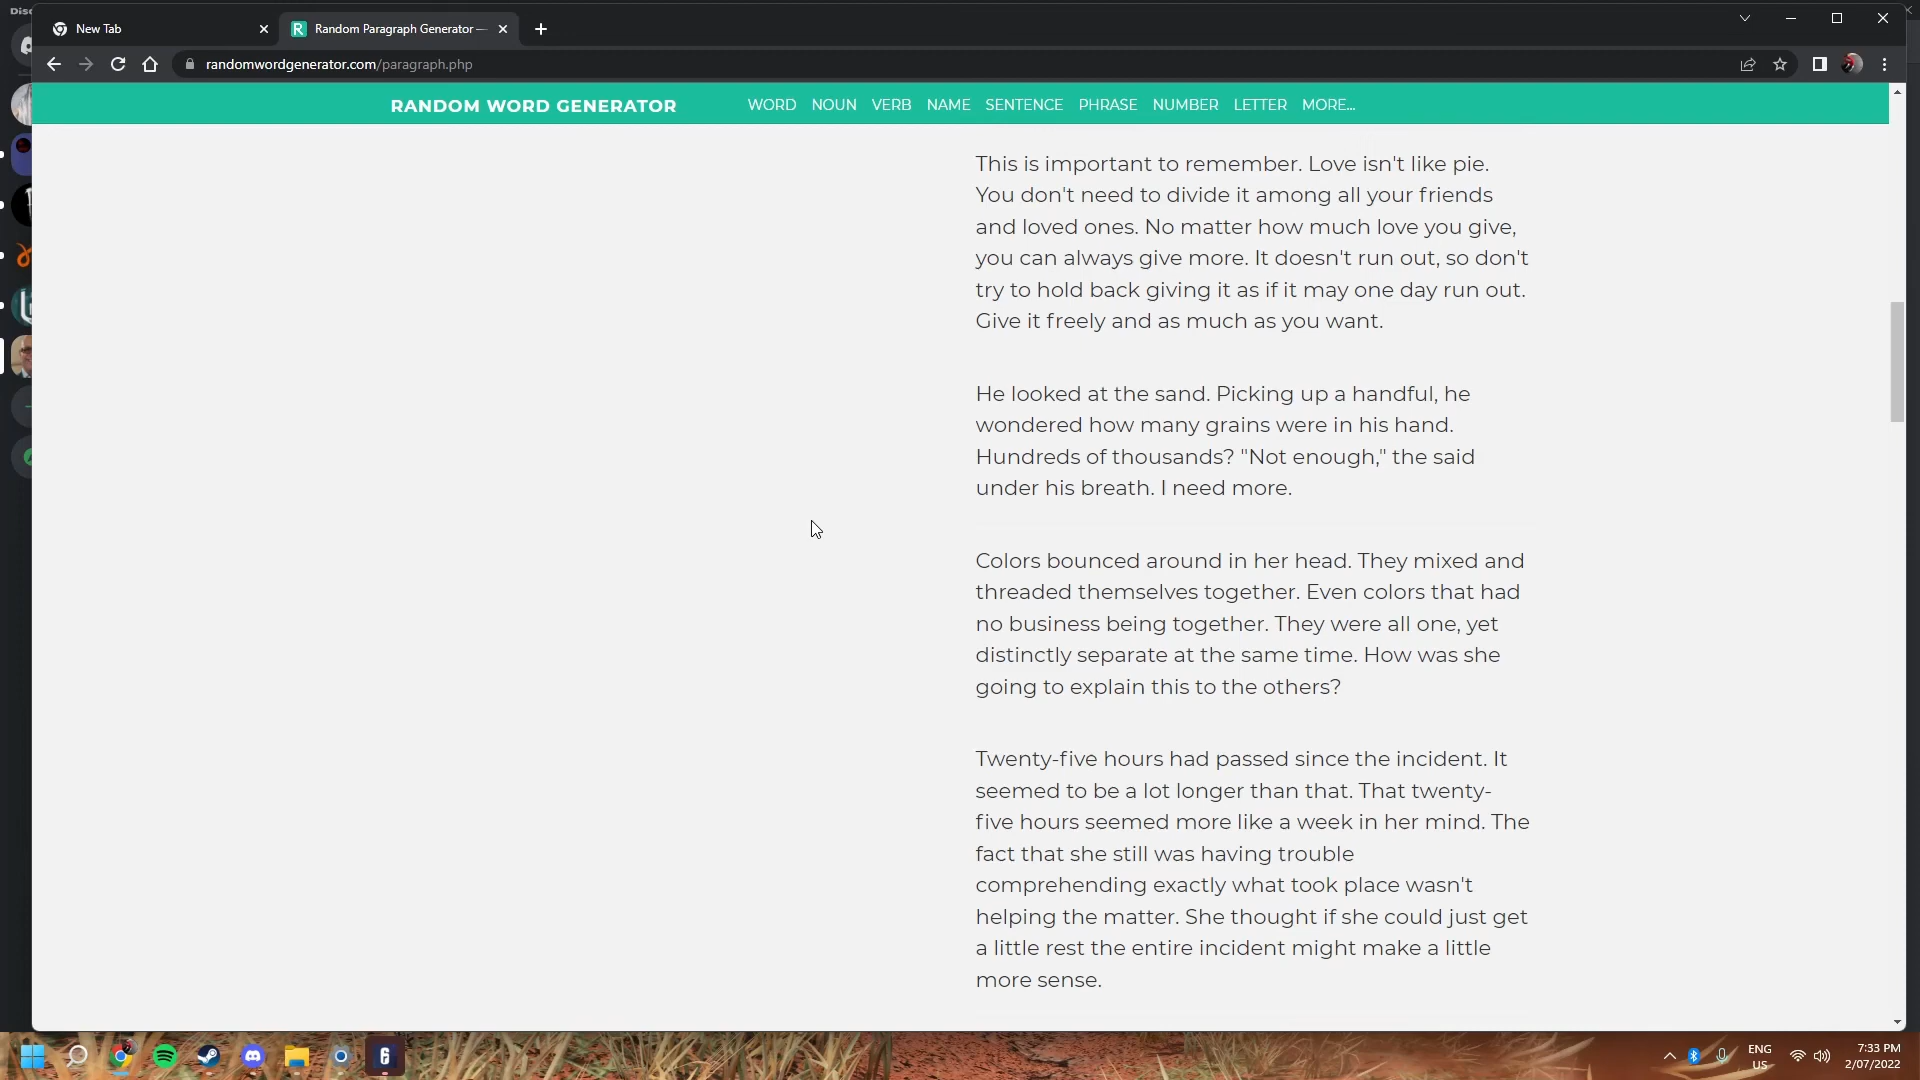 Disc
New Tab
Random Paragraph Generator —
randomwordgenerator.com/paragraph.php
RANDOM WORD GENERATOR WORD NOUN VERB NAME SENTENCE PHRASE NUMBER LETTER MORE...
This is important to remember. Love isn't like pie.
You don't need to divide it among all your friends
and loved ones. No matter how much love you give,
you can always give more. It doesn't run out, so don't
try to hold back giving it as if it may one day run out.
Give it freely and as much as you want.
He looked at the sand. Picking up a handful, he
wondered how many grains were in his hand.
Hundreds of thousands? "Not enough," the said
under his breath. I need more.
Colors bounced around in her head. They mixed and
threaded themselves together. Even colors that had
no business being together. They were all one, yet
distinctly separate at the same time. How was she
going to explain this to the others?
Twenty-five hours had passed since the incident. It
seemed to be a lot longer than that. That twenty-
five hours seemed more like a week in her mind. The
fact that she still was having trouble
comprehending exactly what took place wasn't
helping the matter. She thought if she could just get
a little rest the entire incident might make a little
more sense.
ENG
US
7:33 PM
2/07/2022